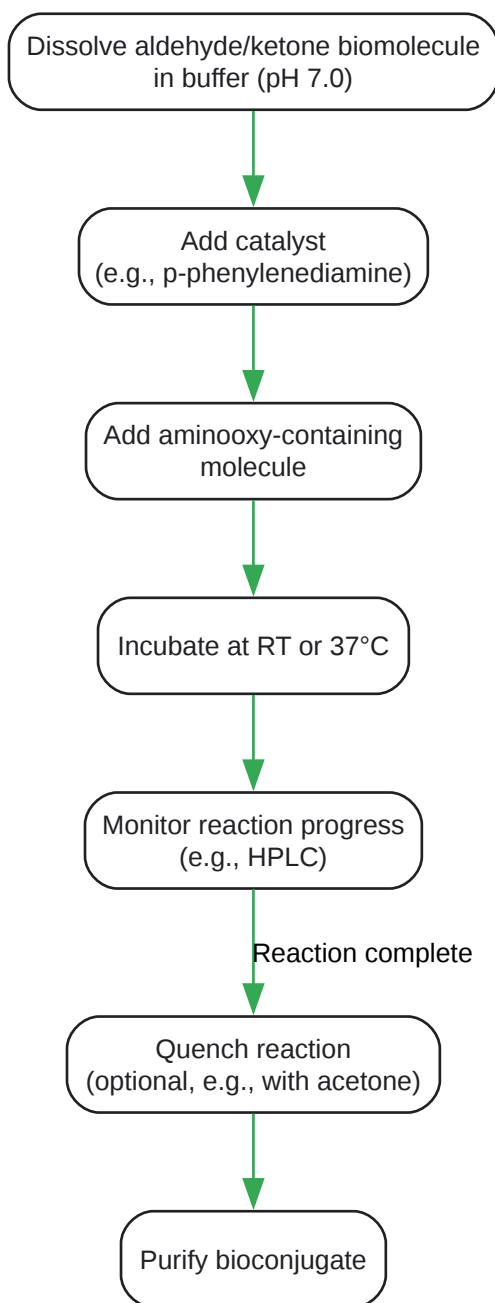 Dissolve aldehyde/ketone biomolecule
in buffer (pH 7.0)
Add catalyst
(e.g., p-phenylenediamine)
Add aminooxy-containing
molecule
Incubate at RT or 37°C
Monitor reaction progress
(e.g., HPLC)
Reaction complete
Quench reaction
(optional, e.g., with acetone)
Purify bioconjugate